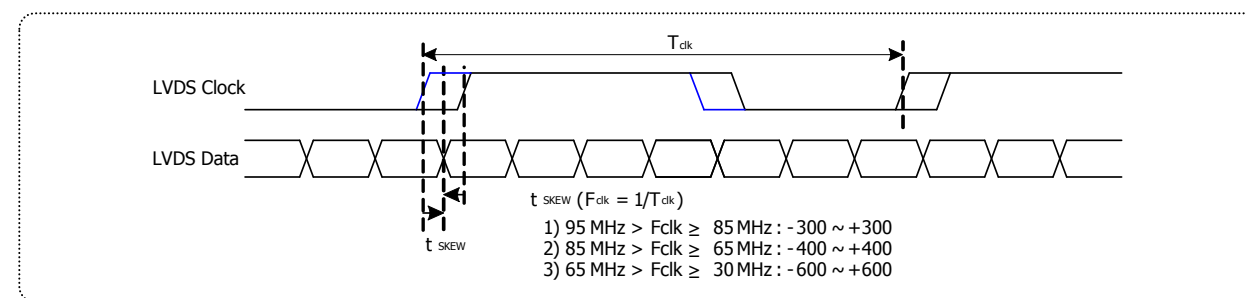 Tclk
LVDS Clock
LVDS Data
t SKEW (Fclk = 1/Tclk)
1) 95 MHz > Fclk ≥ 85 MHz : -300 ~ +300
t SKEW
2) 85 MHz > Fclk ≥ 65 MHz : -400 ~ +400
3) 65 MHz > Fclk ≥ 30 MHz : -600 ~ +600